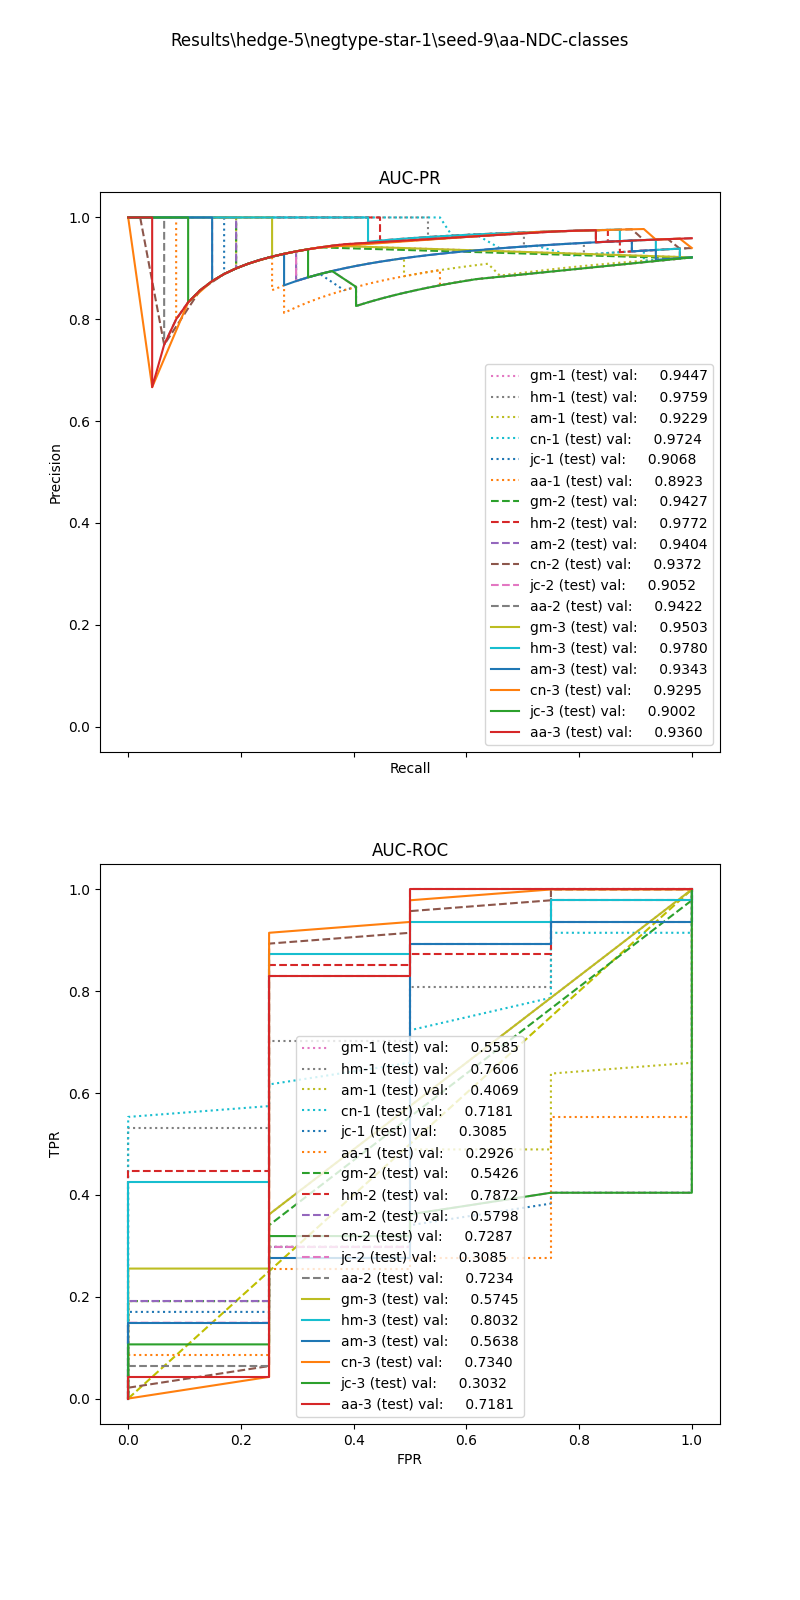 Results\hedge-5\negtype-star-1\seed-9\aa-NDC-classes
AUC-PR
1.0
0.8
0.6
0.4
0.2
0.0
Precision
Recall
gm-1 (test) val: 0.9447
hm-1 (test) val: 0.9759
am-1 (test) val: 0.9229
cn-1 (test) val: 0.9724
jc-1 (test) val: 0.9068
aa-1 (test) val: 0.8923
gm-2 (test) val: 0.9427
hm-2 (test) val: 0.9772
am-2 (test) val: 0.9404
cn-2 (test) val: 0.9372
jc-2 (test) val: 0.9052
aa-2 (test) val: 0.9422
gm-3 (test) val: 0.9503
hm-3 (test) val: 0.9780
am-3 (test) val: 0.9343
cn-3 (test) val: 0.9295
jc-3 (test) val: 0.9002
aa-3 (test) val: 0.9360
AUC-ROC
1.0
0.8
0.6
0.4
0.2
0.0
TPR
gm-1 (test) val: 0.5585
hm-1 (test) val: 0.7606
am-1 (test) val: 0.4069
cn-1 (test) val: 0.7181
jc-1 (test) val: 0.3085
aa-1 (test) val: 0.2926
gm-2 (test) val: 0.5426
hm-2 (test) val: 0.7872
am-2 (test) val: 0.5798
cn-2 (test) val: 0.7287
jc-2 (test) val: 0.3085
aa-2 (test) val: 0.7234
gm-3 (test) val: 0.5745
hm-3 (test) val: 0.8032
am-3 (test) val: 0.5638
cn-3 (test) val: 0.7340
jc-3 (test) val: 0.3032
aa-3 (test) val: 0.7181
0.0 0.2 0.4 0.6 0.8 1.0
FPR